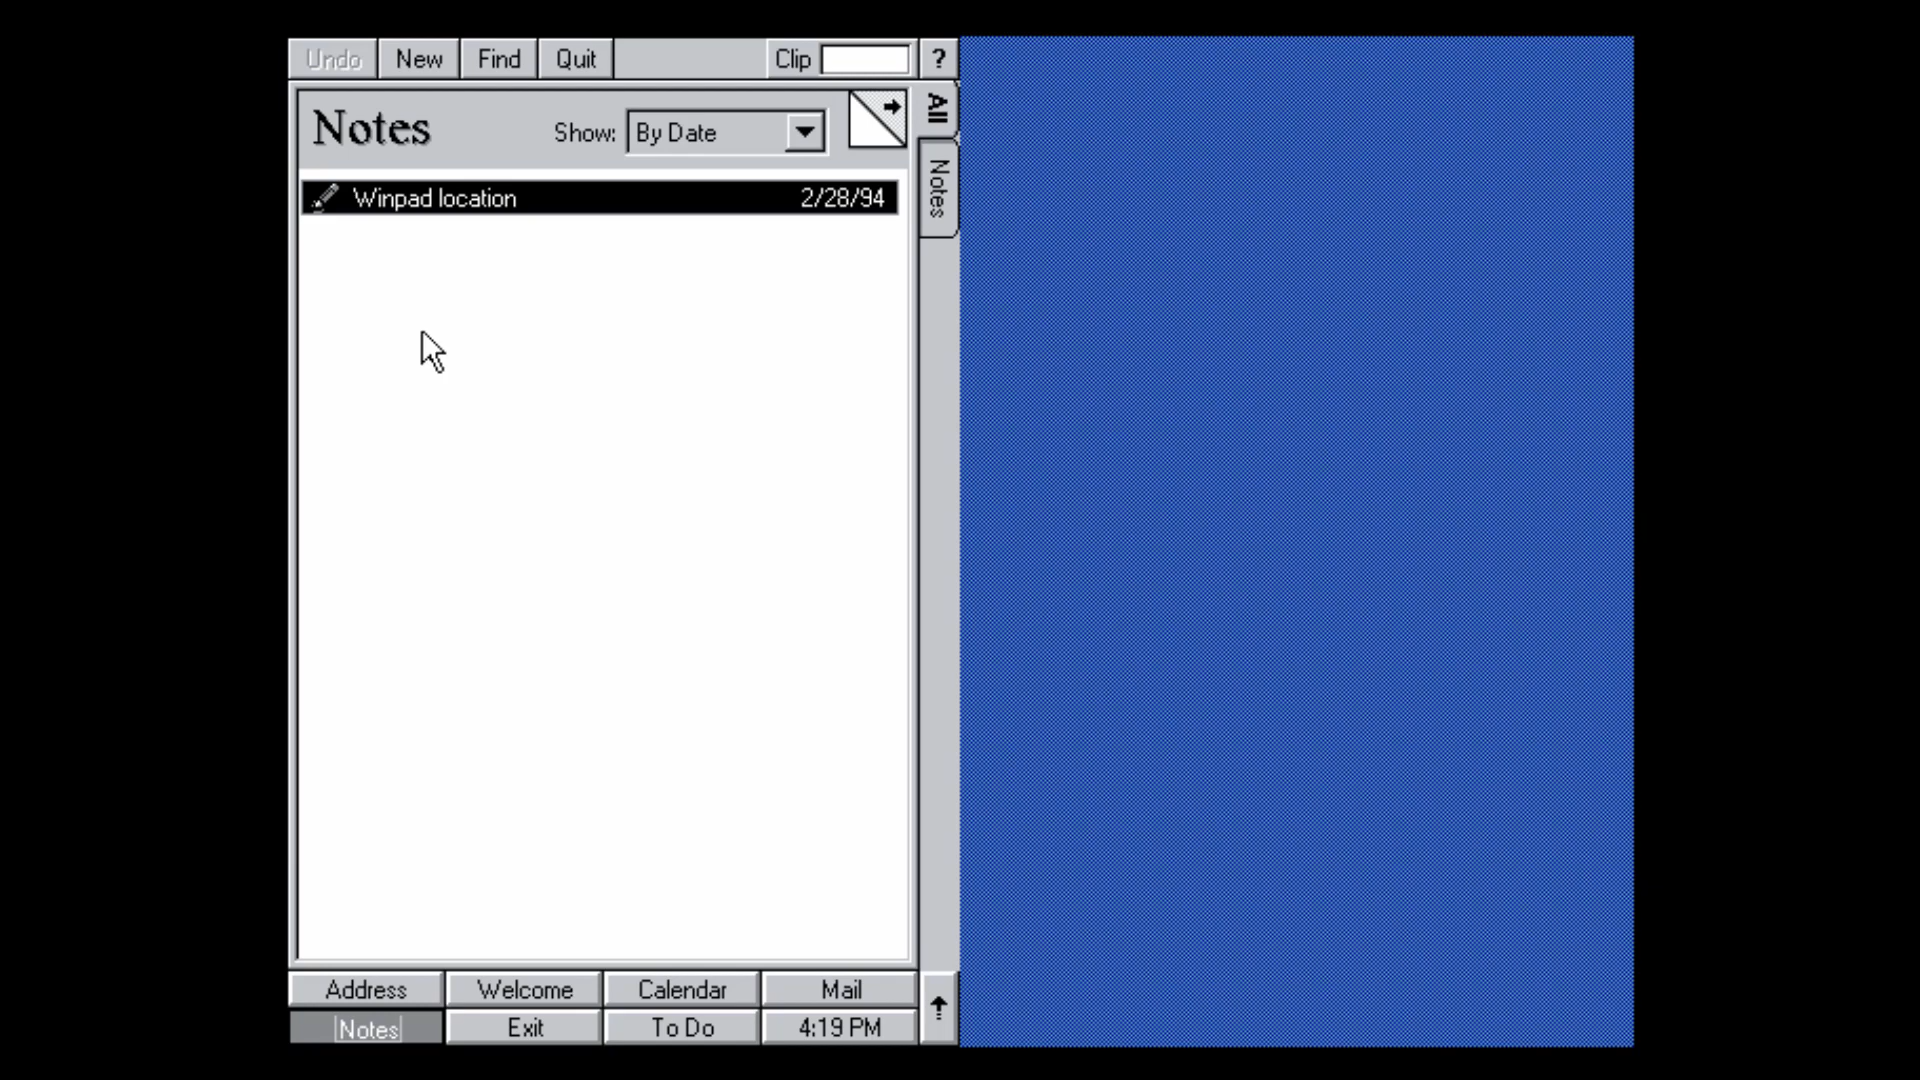 Undo New Find Quit Clip ?
Notes Show: By Date
All
Winpad location 2/28/94
Notes
Address Welcome Calendar Mail
Notes Exit To Do 4:19 PM